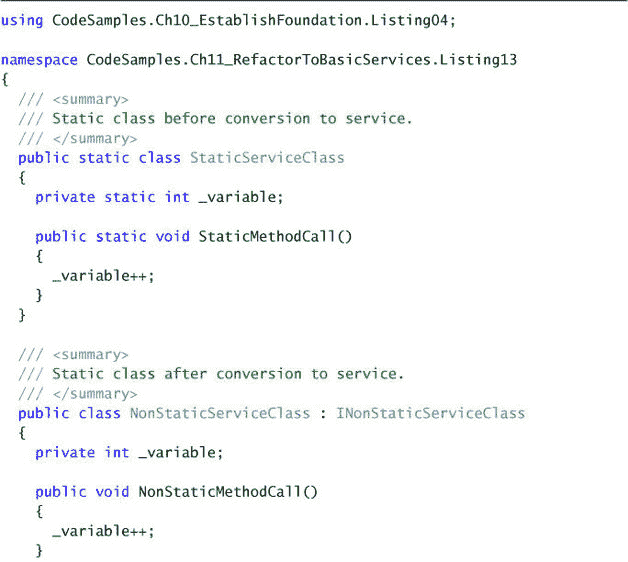 using CodeSamples.Ch10_EstablishFoundation.Listing04;
namespace CodeSamples.Ch11_RefactorToBasicServices.Listing13
{
/// <summary>
/// Static class before conversion to service.
/// </summary>
public static class StaticServiceClass
{
private static int _variable;
public static void StaticMethodCall()
{
_variable++;
}
}
/// <summary>
/// Static class after conversion to service.
/// </summary>
public class NonStaticServiceClass : INonStaticServiceClass
{
private int _variable;
public void NonStaticMethodCall()
{
_variable++;
}